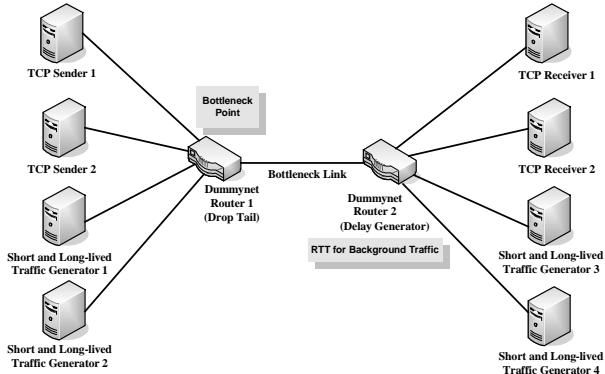 TCP Sender 1
TCP Receiver 1
Bottleneck
Point
TCP Sender 2
TCP Receiver 2
Bottleneck Link
Dummynet
Router 1
(Drop Tail)
Dummynet
Router 2
(Delay Generator)
RTT for Background Traffic
Short and Long-lived
Traffic Generator 1
Short and Long-lived
Traffic Generator 3
Short and Long-lived
Traffic Generator 2
Short and Long-lived
Traffic Generator 4